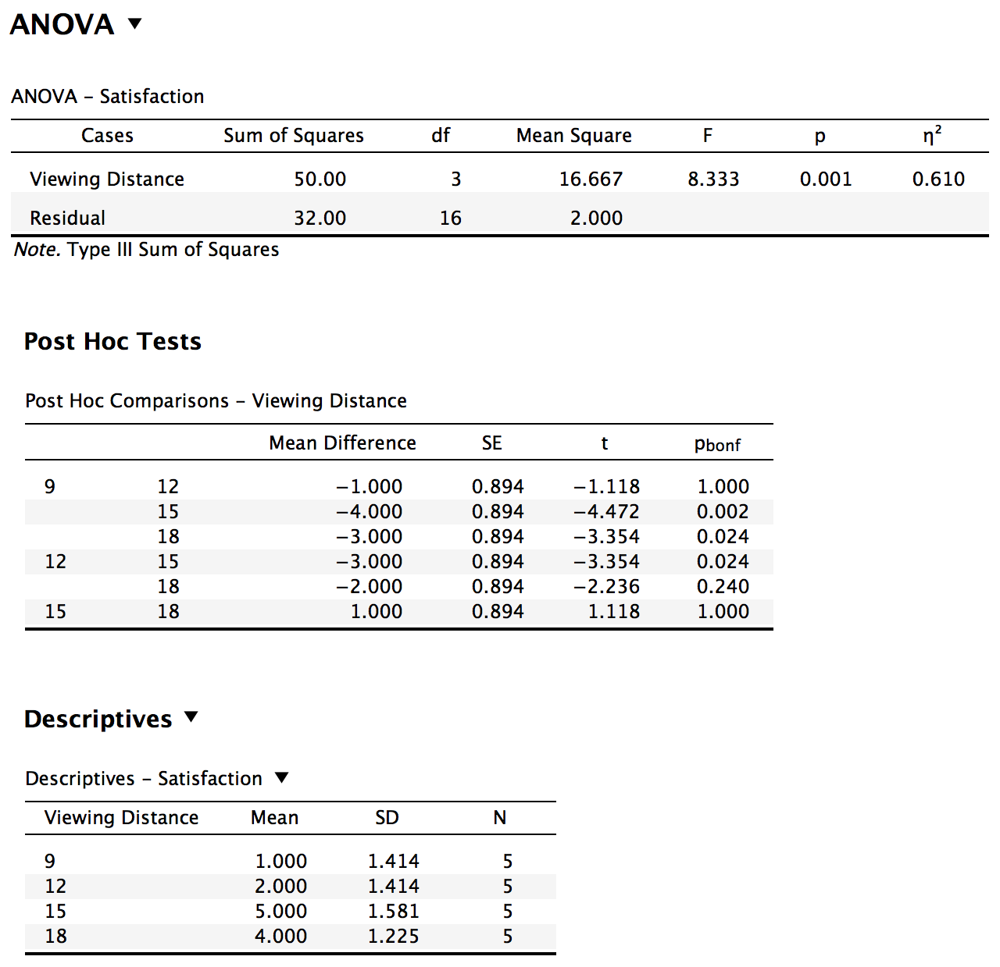 ANOVA ▼
ANOVA – Satisfaction
Cases Sum of Squares df Mean Square F p η²
Viewing Distance 50.00 3 16.667 8.333 0.001 0.610
Residual 32.00 16 2.000
Note. Type III Sum of Squares
Post Hoc Tests
Post Hoc Comparisons – Viewing Distance
Mean Difference SE t pbonf
9 12 −1.000 0.894 −1.118 1.000
15 −4.000 0.894 −4.472 0.002
18 −3.000 0.894 −3.354 0.024
12 15 −3.000 0.894 −3.354 0.024
18 −2.000 0.894 −2.236 0.240
15 18 1.000 0.894 1.118 1.000
Descriptives ▼
Descriptives – Satisfaction ▼
Viewing Distance Mean SD N
9 1.000 1.414 5
12 2.000 1.414 5
15 5.000 1.581 5
18 4.000 1.225 5